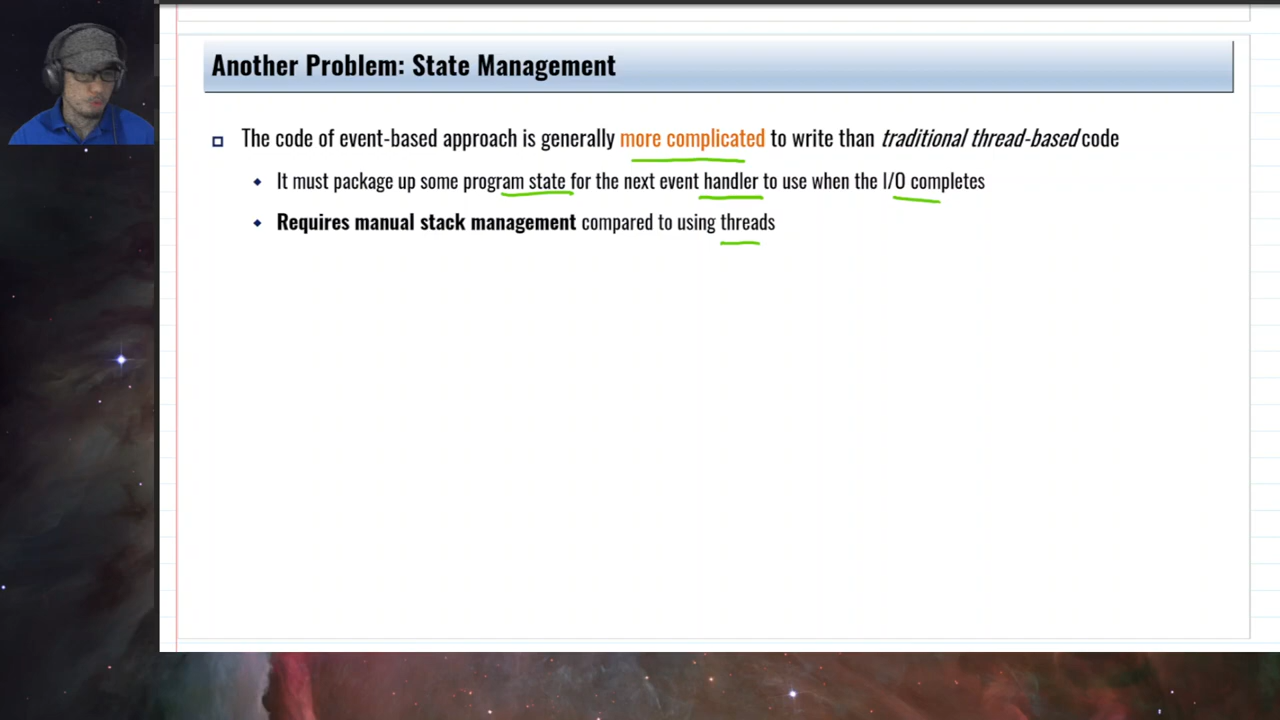 Another Problem: State Management
The code of event-based approach is generally more complicated to write than traditional thread-based code
It must package up some program state for the next event handler to use when the I/O completes
Requires manual stack management compared to using threads